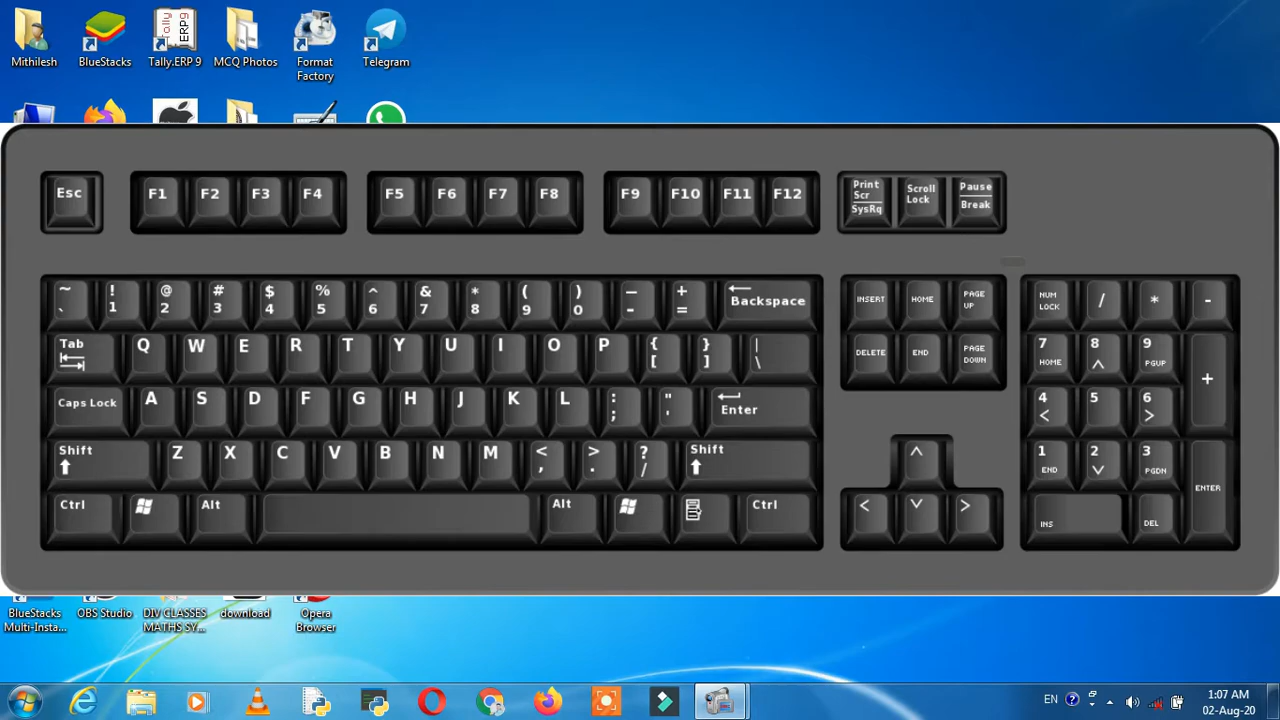 Tally
ERP9
Mithilesh
BlueStacks
Tally.ERP 9
MCQ Photos
Format
Factory
Telegram
Esc
F1
F2
F3
F4
F5
F6
F7
F8
F9
F10
F11
F12
Print
Scr
SysRq
Scroll
Lock
Pause
Break
~
`
!
1
@
2
#
3
$
4
%
5
^
6
&
7
*
8
(
9
)
0
—
-
+
=
Backspace
INSERT
HOME
PAGE
UP
NUM
LOCK
/
*
-
Tab
Q
W
E
R
T
Y
U
I
O
P
{
[
}
]
|
\
DELETE
END
PAGE
DOWN
7
HOME
8
9
PGUP
+
Caps Lock
A
S
D
F
G
H
J
K
L
:
;
"
'
Enter
4
<
5
6
>
Shift
Z
X
C
V
B
N
M
<
,
>
.
?
/
Shift
1
END
2
3
PGDN
ENTER
Ctrl
Alt
Alt
Ctrl
INS
DEL
BlueStacks
Multi-Insta...
OBS Studio
DIV CLASSES
MATHS SY...
download
Opera
Browser
EN
1:07 AM
02-Aug-20